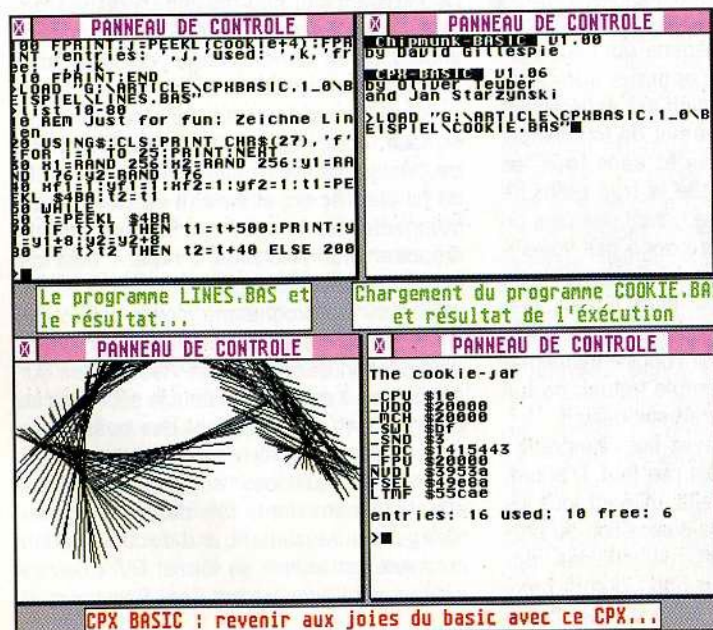 PANNEAU DE CONTROLE
100 FPRINT:j=PEEKL(cookie+4):FPR
INT 'entries: ',j,'used: ',k,'fr
ee:
110 FPRINT:END
>LOAD "G:\ARTICLE\CPXBASIC.1_0\B
EISPIEL\LINES.BAS"
>list 10 80
10 REM Just for fun: Zeichne Lin
ien
20 USING$:CLS:PRINT CHR$(27),'f'
:FOR i=1 TO 25:PRINT:NEXT
x1=RAND 256:x2=RAND 256:y1=RA
ND 176:y2=RAND 176
40 xf1=1:yf1=1:xf2=1:yf2=1:t1=PE
EKL $4BA:t2=t1
WAIL
t=PEEKL $4BA
70 IF t>t1 THEN t1=t+500:PRINT:y
1=y1+8:y2=y2+8
IF t>t2 THEN t2=t+40 ELSE 200
>
PANNEAU DE CONTROLE
Chipmunk-BASIC v1.00
by David Gillespie
CPX-BASIC v1.06
by Oliver Teuber
and Jan Starzynski
>LOAD "G:\ARTICLE\CPXBASIC.1_0\B
EISPIEL\COOKIE.BAS"
Le programme LINES.BAS et
le résultat...
Chargement du programme COOKIE.BA
et résultat de l'éxécution
PANNEAU DE CONTROLE
PANNEAU DE CONTROLE
The cookie-jar
_CPU $1e
_VDO $20000
_MCH $20000
_SWI $bf
_SND $3
_FDC $1415443
_FPU $20000
NVDI $3953a
FSEL $49e8a
LTMF $55cae
entries: 16 used: 10 free: 6
>
CPX BASIC : revenir aux joies du basic avec ce CPX...